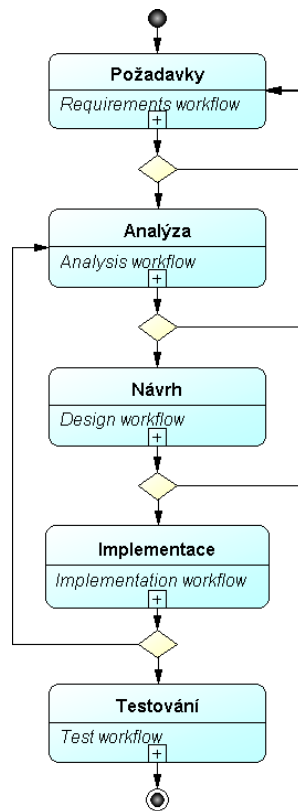 Požadavky
Requirements workflow
Analýza
Analysis workflow
Návrh
Design workflow
Implementace
Implementation workflow
Testování
Test workflow